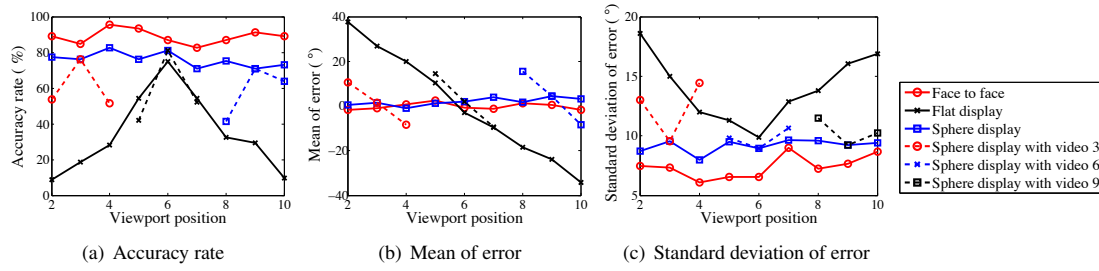 100
80
60
40
20
0
2 4 6 8 10
Accuracy rate ( %)
Viewport position
(a) Accuracy rate
40
20
0
−20
−40
2 4 6 8 10
Mean of error ( °)
Viewport position
(b) Mean of error
20
15
10
5
2 4 6 8 10
Standard deviation of error ( °)
Viewport position
(c) Standard deviation of error
Face to face
Flat display
Sphere display
Sphere display with video 3
Sphere display with video 6
Sphere display with video 9